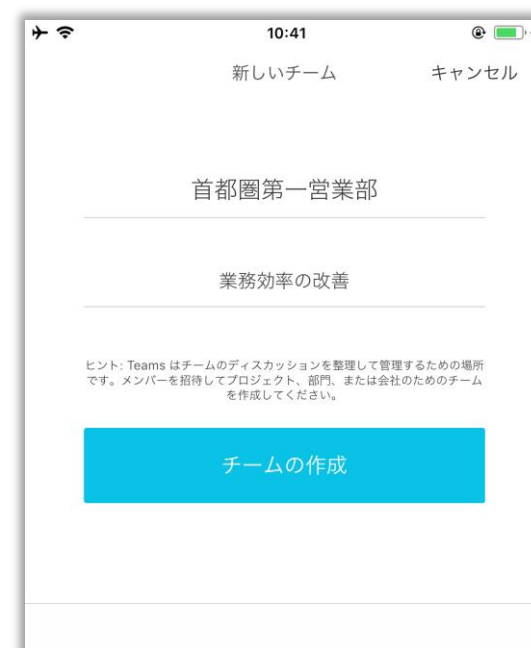 10:41
新しいチーム キャンセル
首都圏第一営業部
業務効率の改善
ヒント: Teams はチームのディスカッションを整理して管理するための場所
です。メンバーを招待してプロジェクト、部門、または会社のためのチーム
を作成してください。
チームの作成